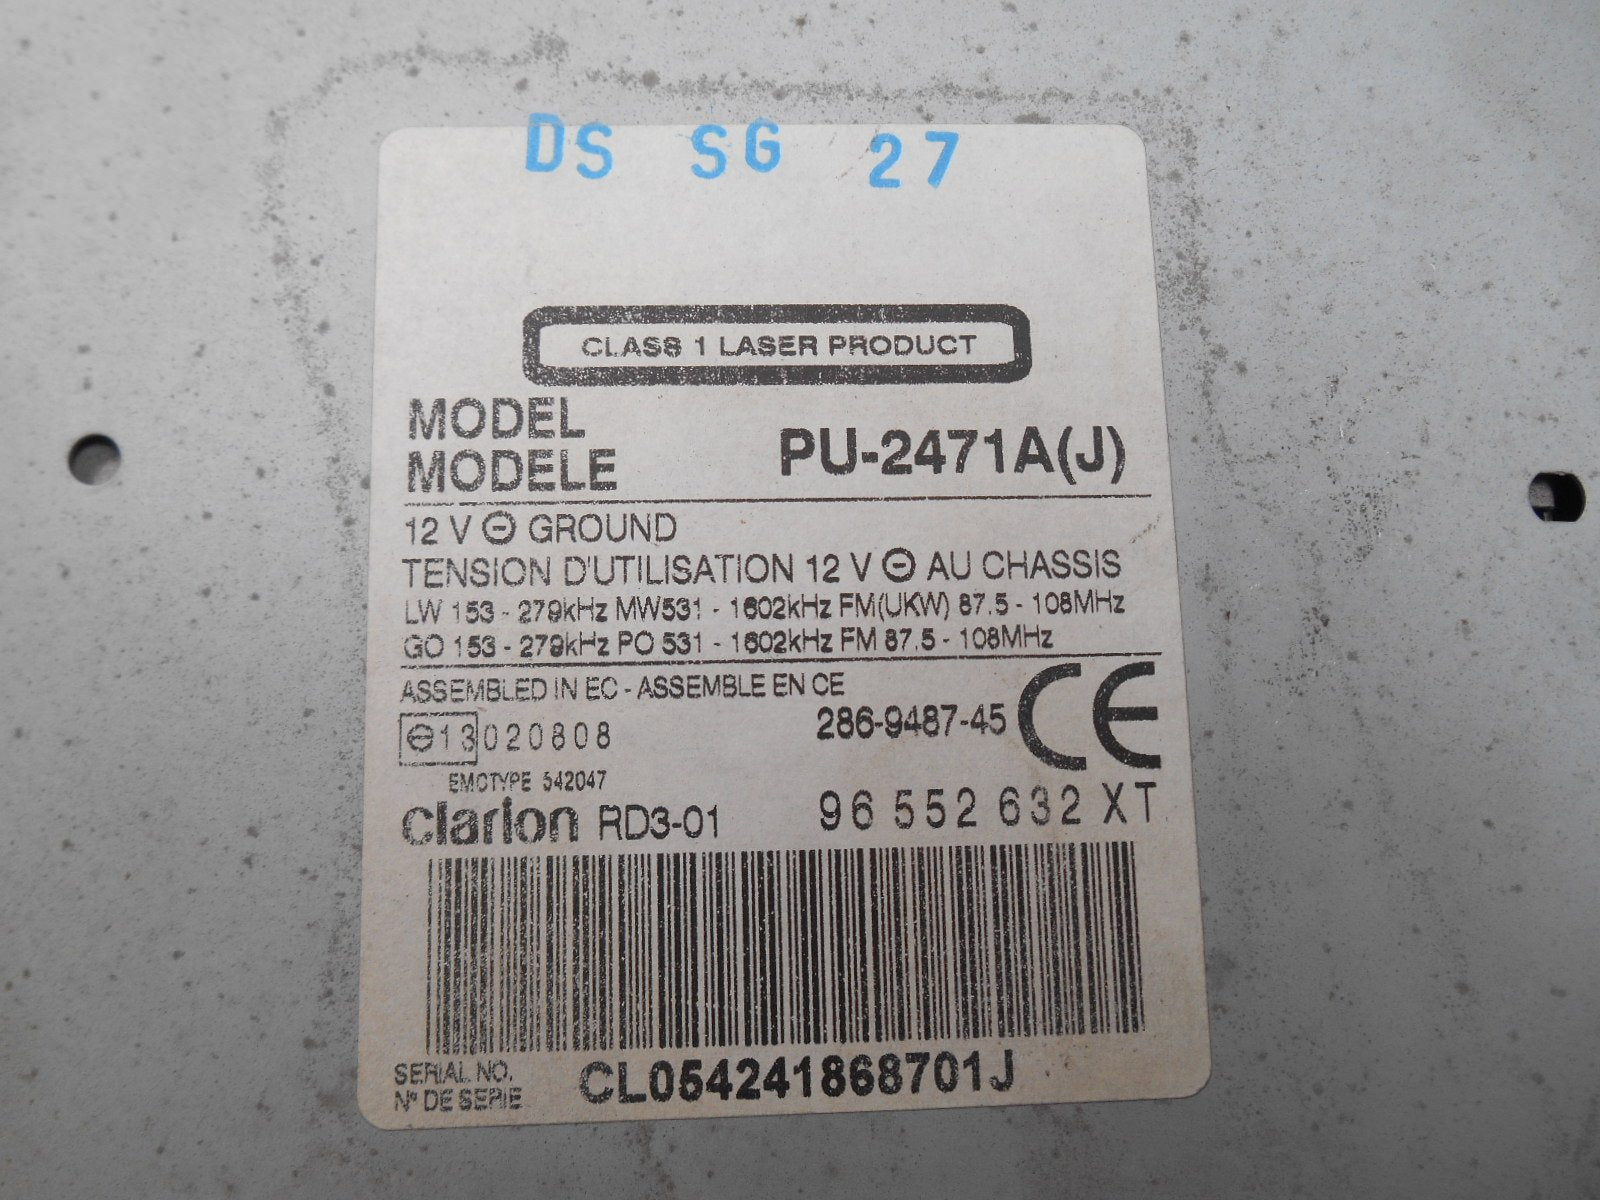 DS SG 27
CLASS 1 LASER PRODUCT
MODEL
MODELE
PU-2471A(J)
12 V ⊖ GROUND
TENSION D'UTILISATION 12 V ⊖ AU CHASSIS
LW 153 - 279kHz MW531 - 1602kHz FM(UKW) 87.5 - 108MHz
GO 153 - 279kHz PO 531 - 1602kHz FM 87.5 - 108MHz
ASSEMBLED IN EC - ASSEMBLE EN CE
⊖13 020808
286-9487-45
CE
EMCTYPE 542047
clarion RD3-01
96 552 632 XT
SERIAL NO.
N° DE SERIE
CL054241868701J